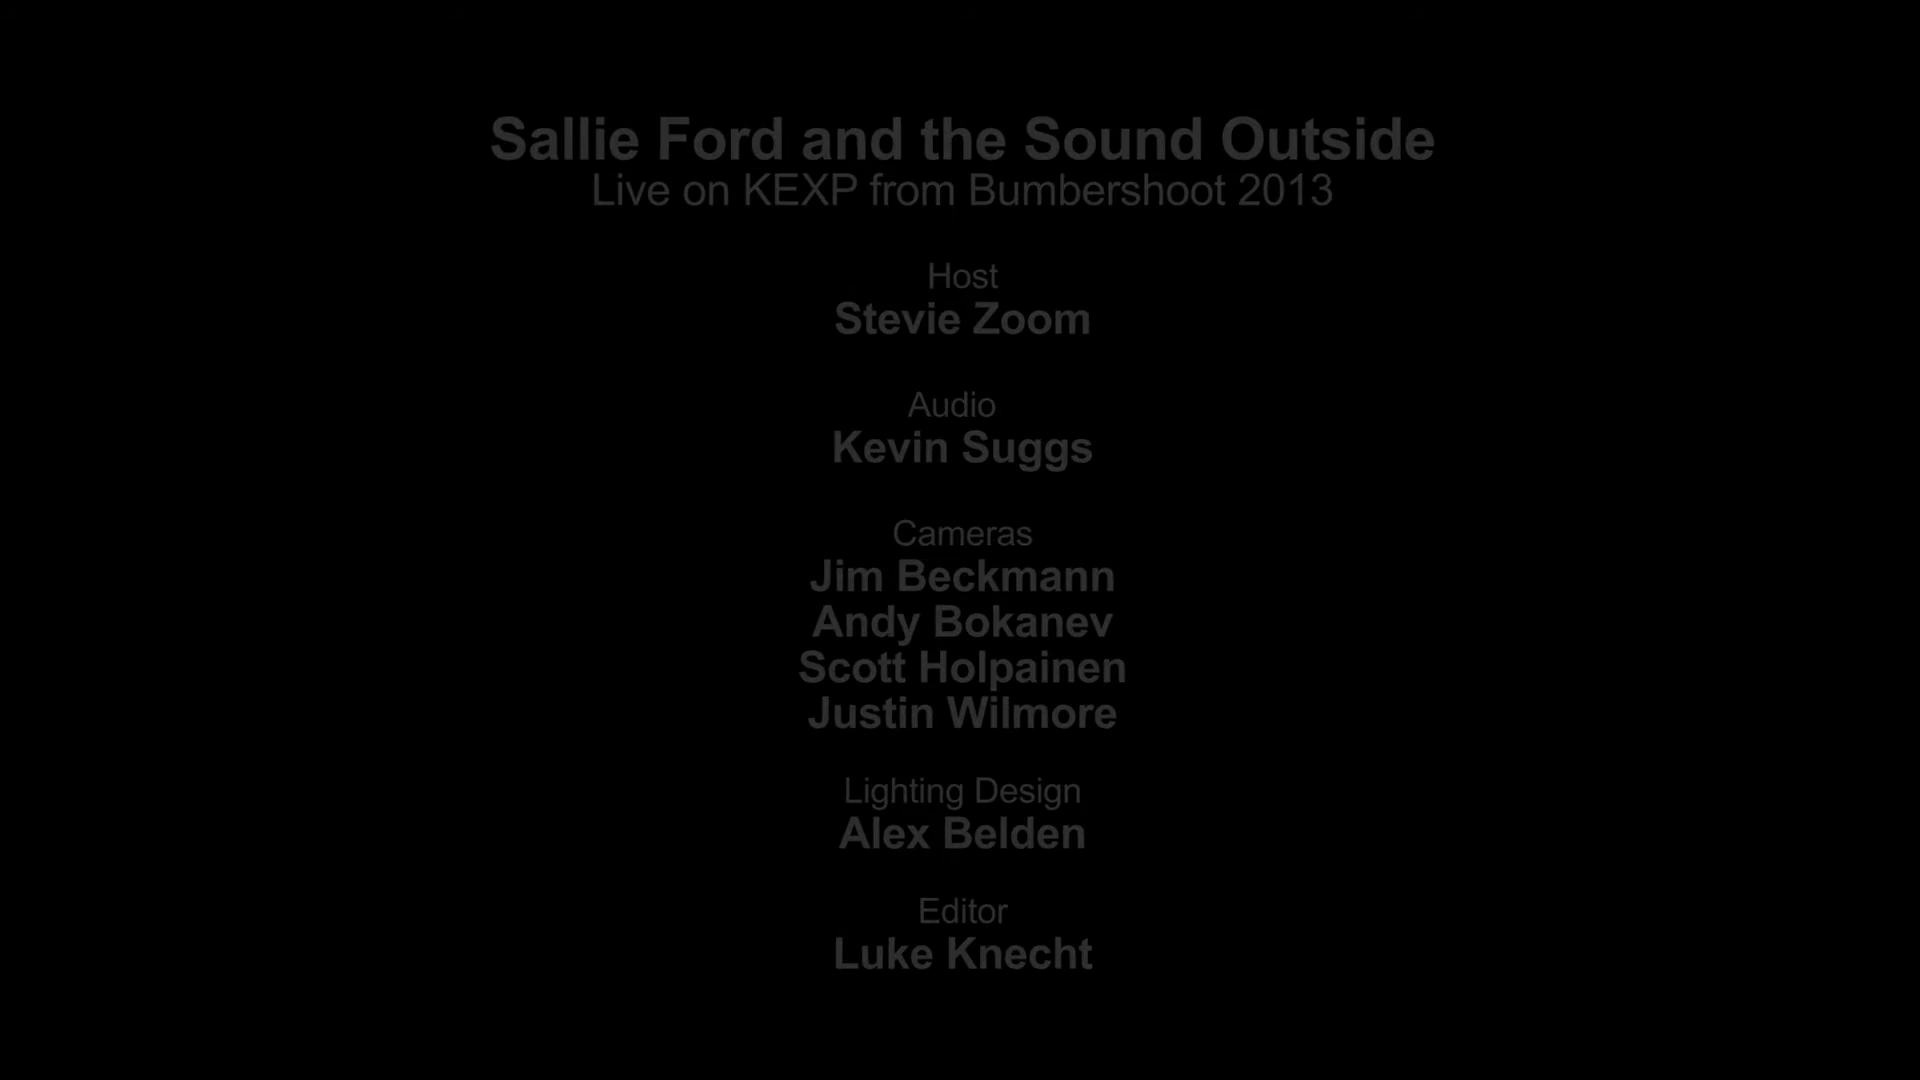 Sallie Ford and the Sound Outside
Live on KEXP from Bumbershoot 2013
Host
Stevie Zoom
Audio
Kevin Suggs
Cameras
Jim Beckmann
Andy Bokanev
Scott Holpainen
Justin Wilmore
Lighting Design
Alex Belden
Editor
Luke Knecht